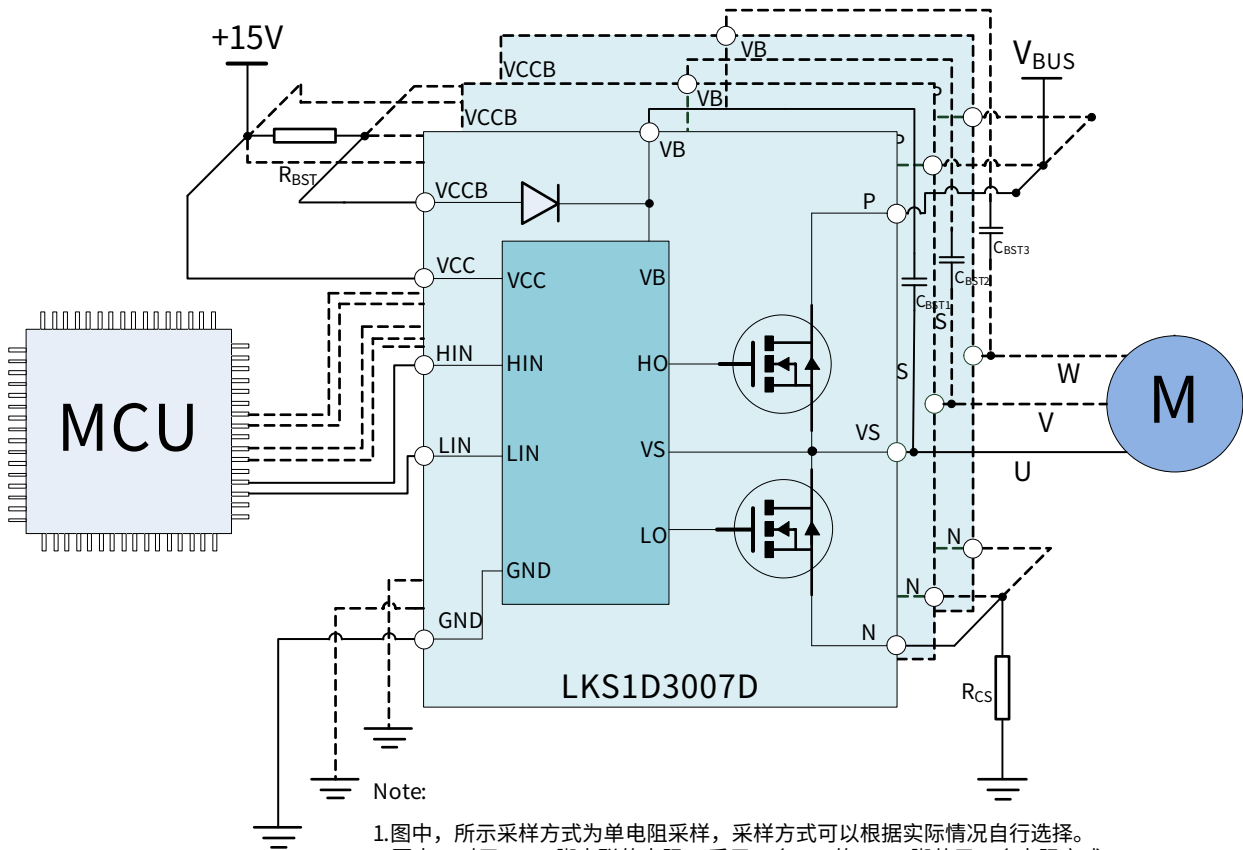 +15V
VCCB
VB
VBUS
VCCB
VB
P
VB
P
RBST
VCCB
P
CBST3
VCC
VCC
VB
CBST2
CBST1
S
HIN
HIN
HO
S
W
MCU
M
V
LIN
LIN
VS
VS
U
LO
N
GND
N
GND
N
LKS1D3007D
RCS
Note:
1.图中，所示采样方式为单电阻采样，采样方式可以根据实际情况自行选择。